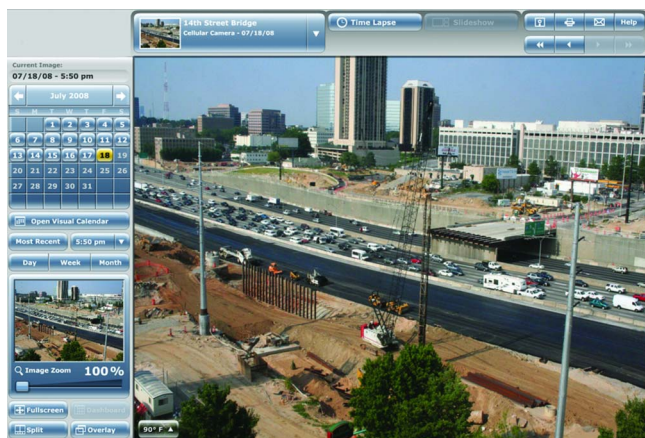 14th Street Bridge
Cellular Camera - 07/18/08
Time Lapse
Slideshow
Help
Current Image:
07/18/08 - 5:50 pm
July 2008
S M T W T F S
1 2 3 4 5
6 7 8 9 10 11 12
13 14 15 16 17 18 19
20 21 22 23 24 25 26
27 28 29 30 31
Open Visual Calendar
Most Recent 5:50 pm
Day Week Month
Image Zoom 100%
Fullscreen Dashboard
Split Overlay
90° F